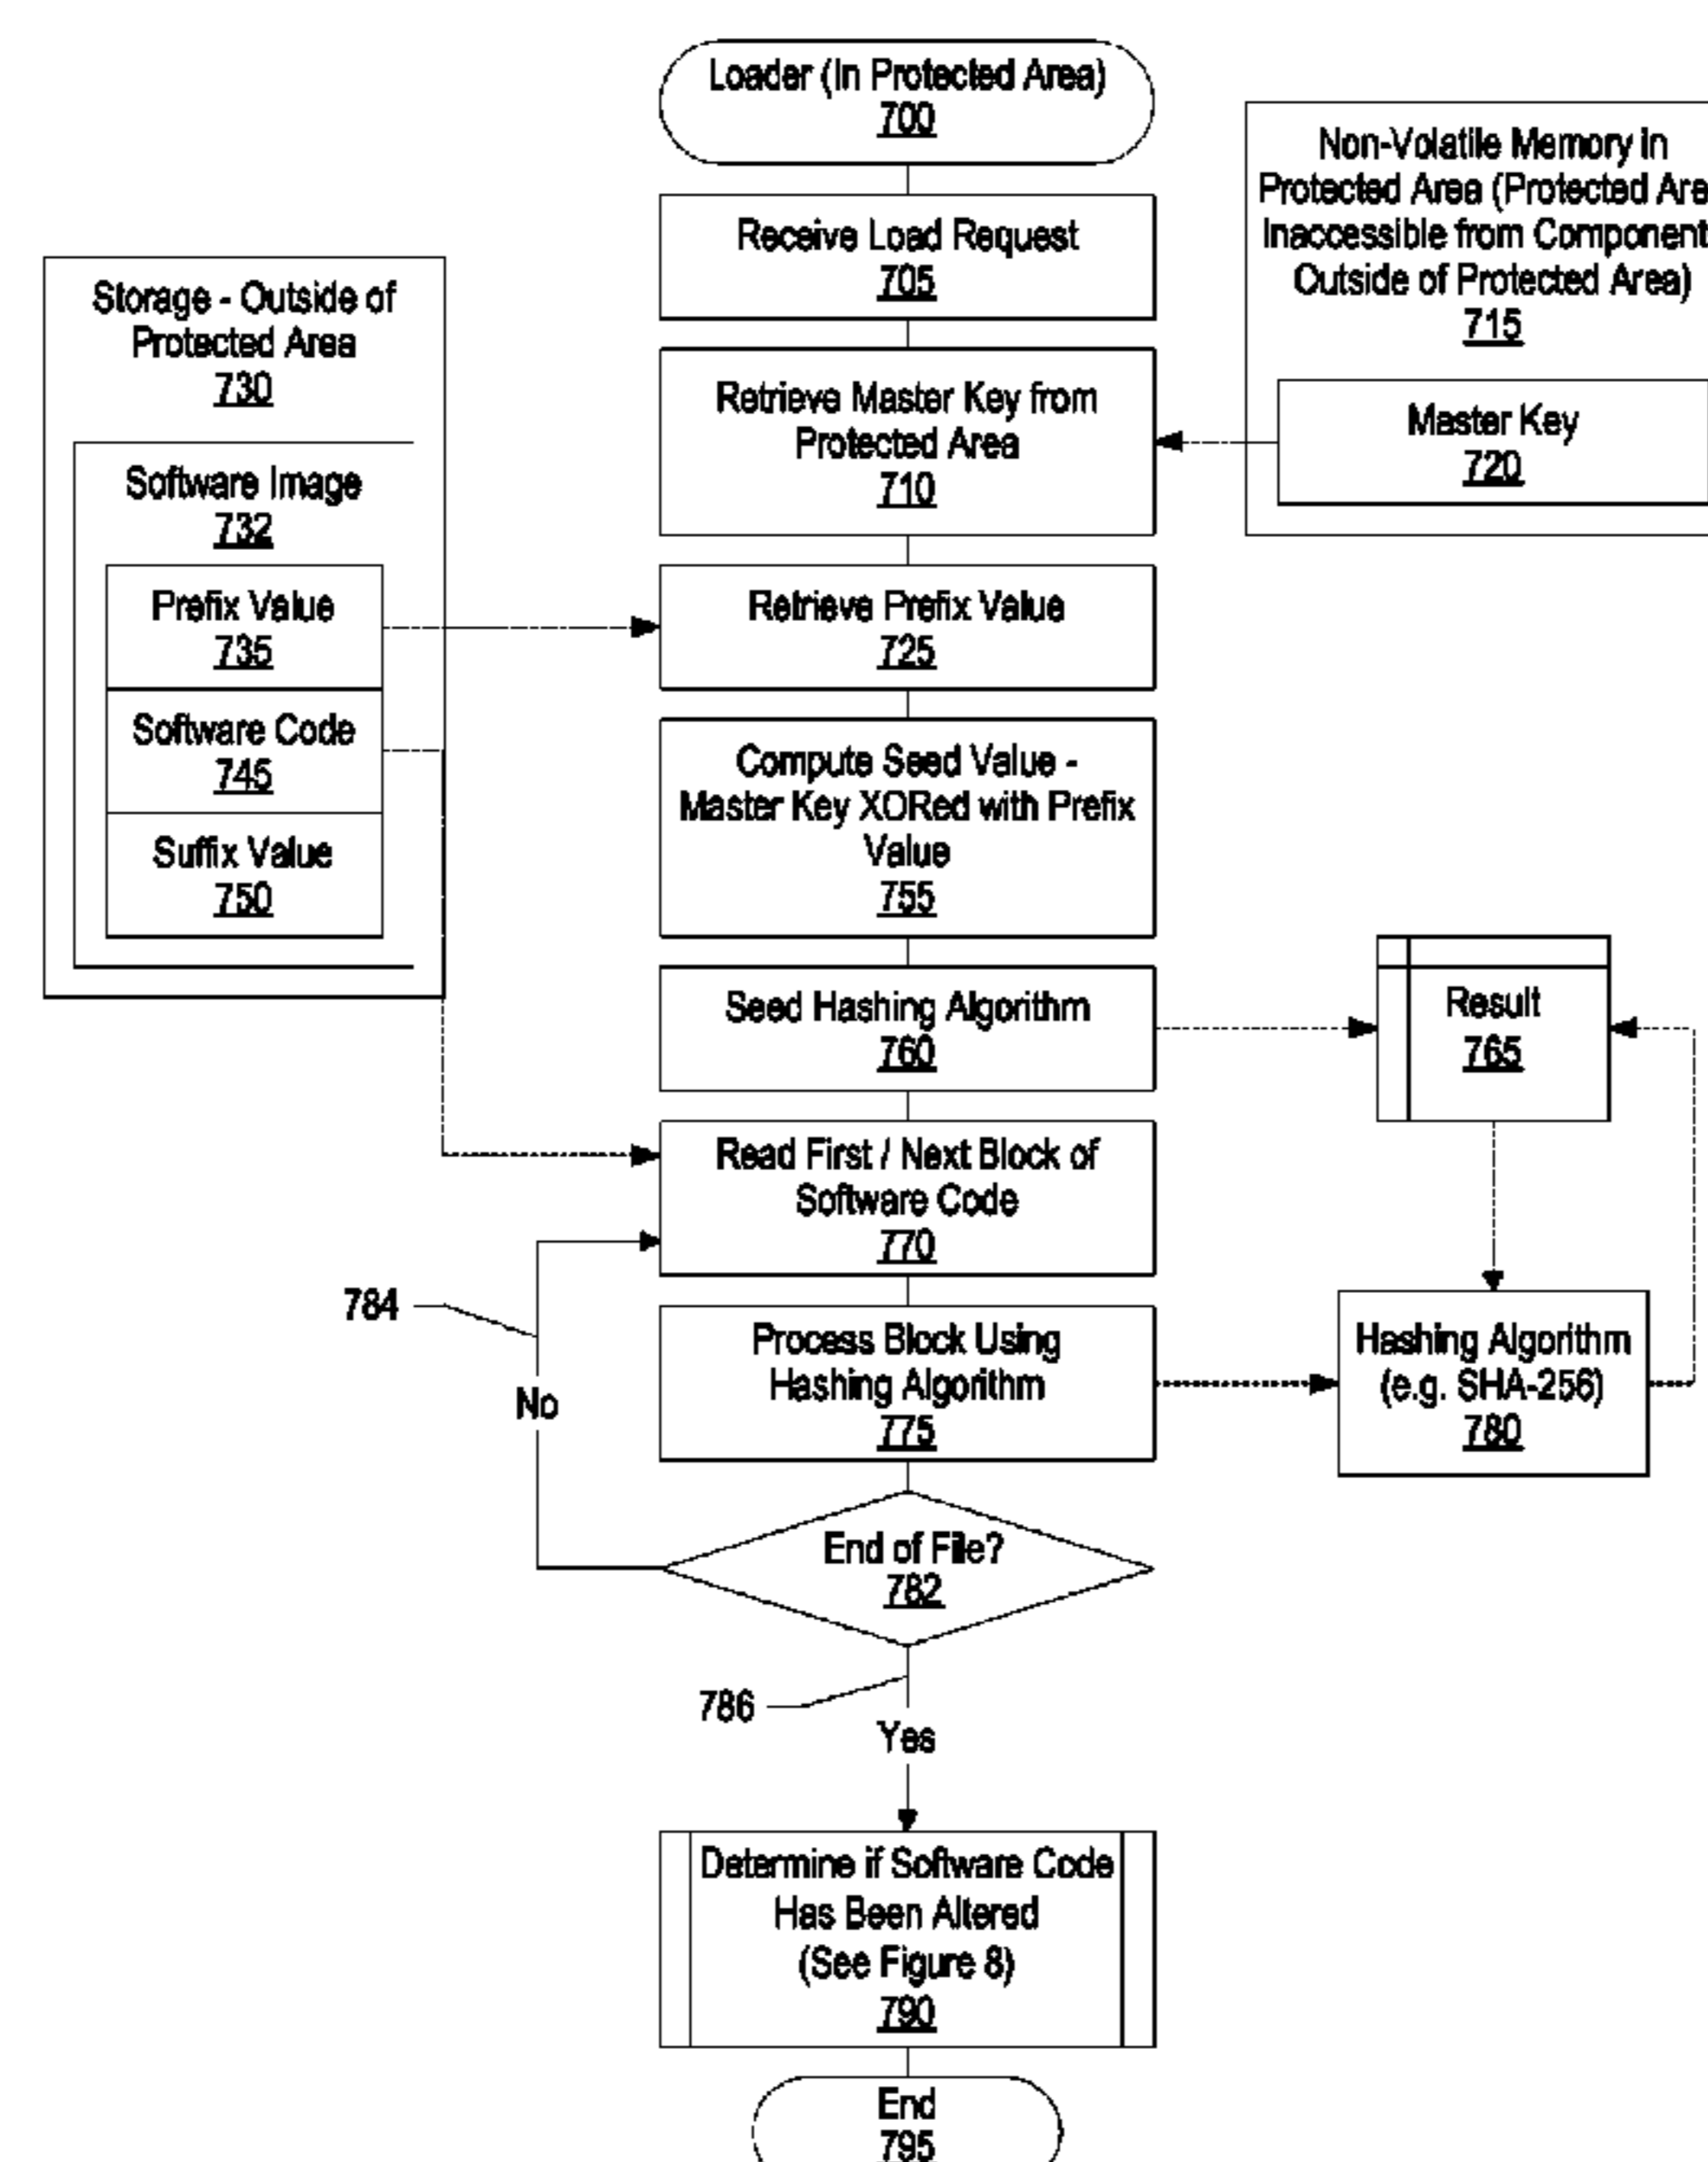 Loader (In Protected Area)
700
Receive Load Request
705
Non-Volatile Memory in
Protected Area (Protected
Inaccessible from
Outside of Protected Area)
715
Storage - Outside of
Protected Area
730
Retrieve Master Key from
Protected Area
710
Master Key
720
Software Image
732
Prefix Value
735
Retrieve Prefix Value
725
Software Code
745
Suffix Value
750
Compute Seed Value -
Master Key XORed with Prefix
Value
755
Seed Hashing Algorithm
760
Result
765
Read First / Next Block of
Software Code
770
784
Process Block Using
Hashing Algorithm
775
Hashing Algorithm
(e.g. SHA-256)
780
No
End of File?
782
786
Yes
Determine if Software Code
Has Been Altered
(See Figure 8)
790
End
795